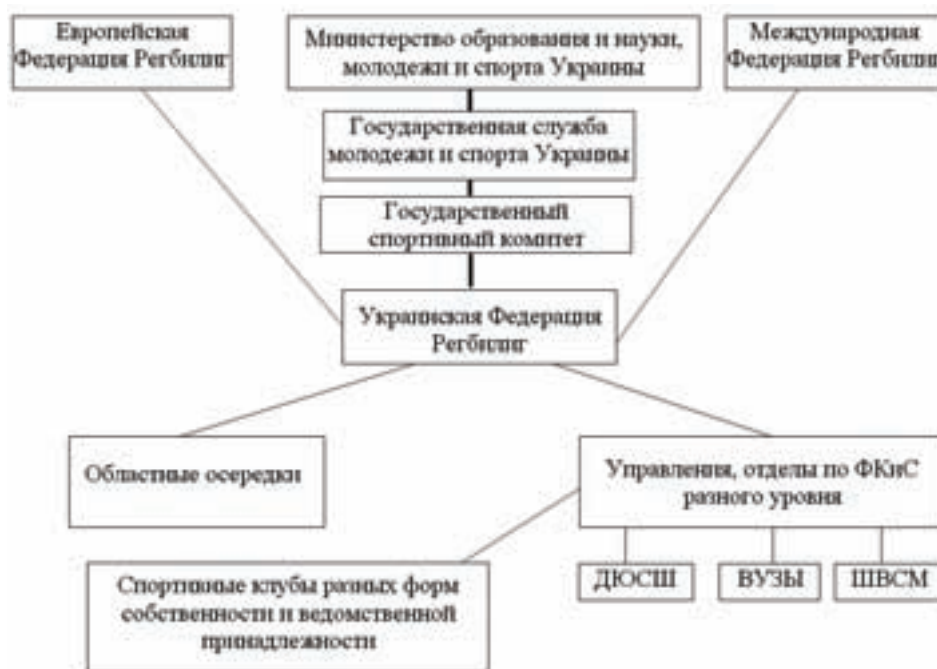 Европейская
Федерация Регбилиг
Министерство образования и науки,
молодежи и спорта Украины
Международная
Федерация Регбилиг
Государственная служба
молодежи и спорта Украины
Государственный
спортивный комитет
Украинская Федерация
Регбилиг
Областные осередки
Управления, отделы по ФКиС
разного уровня
ДЮСШ
ВУЗЫ
ШВСМ
Спортивные клубы разных форм
собственности и ведомственной
принадлежности